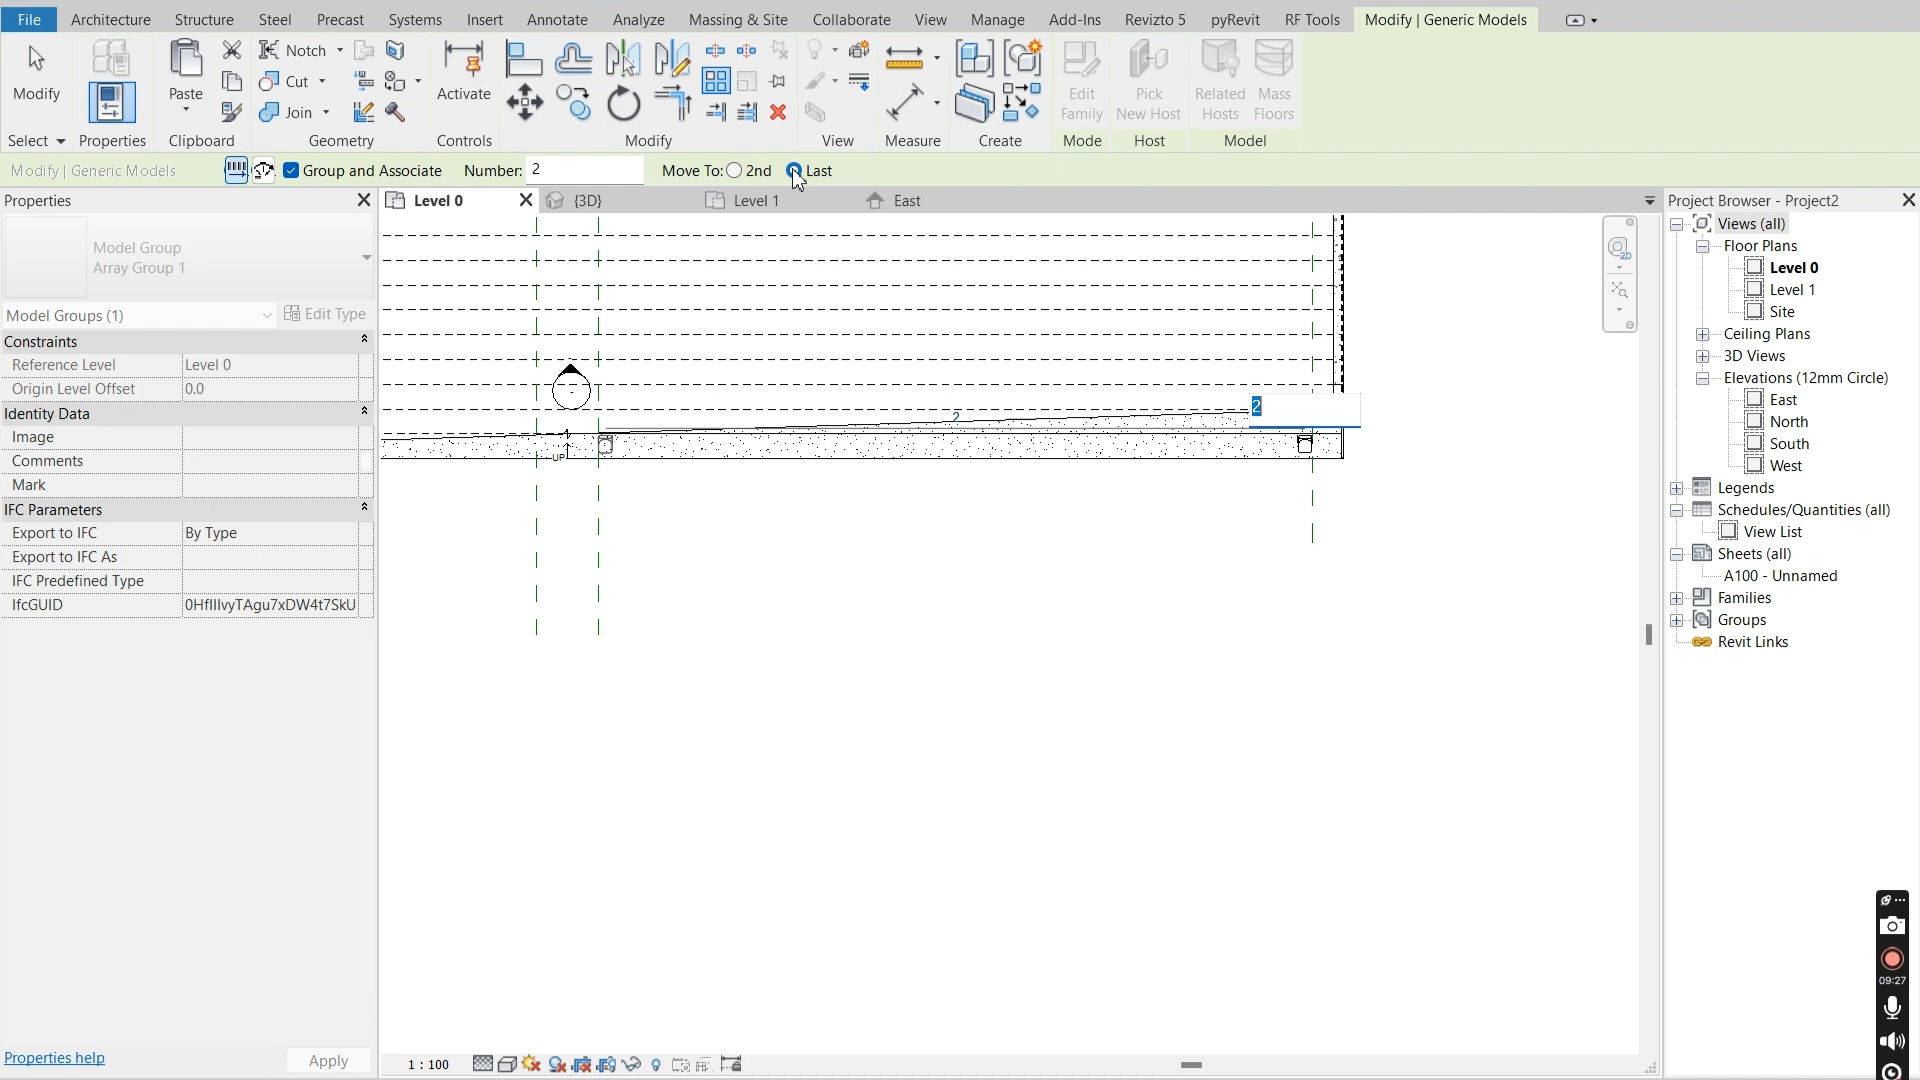 File Architecture Structure Steel Precast Systems Insert Annotate Analyze Massing & Site Collaborate View Manage Add-Ins Revizto 5 pyRevit RF Tools Modify | Generic Models
Modify Paste Notch Cut Join Activate Edit Family Pick New Host Related Hosts Mass Floors
Select Properties Clipboard Geometry Controls Modify View Measure Create Mode Host Model
Modify | Generic Models Group and Associate Number: 2 Move To: 2nd Last
Properties
Level 0 {3D} Level 1 East
Project Browser - Project2
Model Group
Array Group 1
Model Groups (1) Edit Type
Constraints
Reference Level Level 0
Origin Level Offset 0.0
Identity Data
Image
Comments
Mark
IFC Parameters
Export to IFC By Type
Export to IFC As
IFC Predefined Type
IfcGUID 0HfIIIvyTAgu7xDW4t7SkU
Properties help Apply
2
2
UP
2D
1 : 100
Views (all)
Floor Plans
Level 0
Level 1
Site
Ceiling Plans
3D Views
Elevations (12mm Circle)
East
North
South
West
Legends
Schedules/Quantities (all)
View List
Sheets (all)
A100 - Unnamed
Families
Groups
Revit Links
09:27